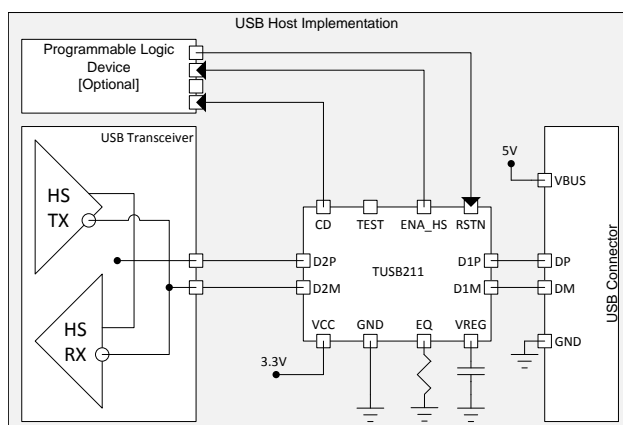 USB Host Implementation
Programmable Logic
Device
[Optional]
USB Transceiver
HS
TX
HS
RX
5V
VBUS
CD
TEST
ENA_HS
RSTN
D2P
TUSB211
D1P
DP
D2M
D1M
DM
VCC
GND
EQ
VREG
GND
3.3V
USB Connector